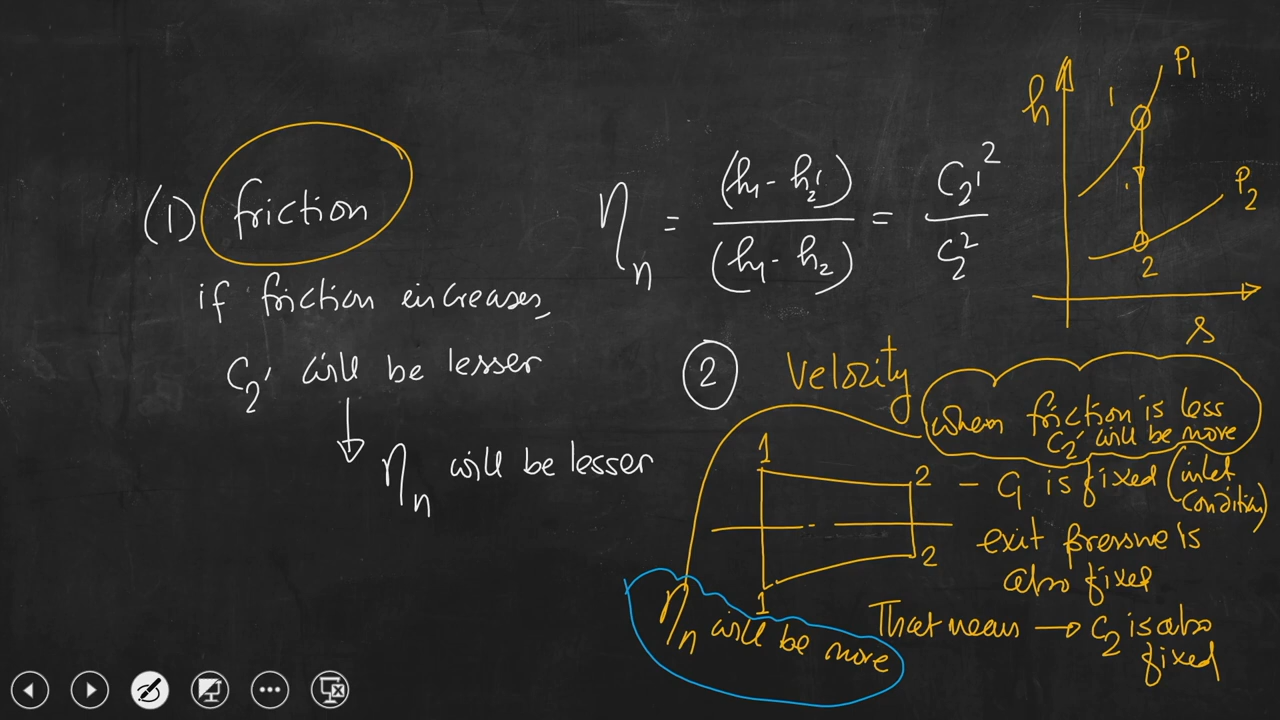 (1) friction
if friction increases,
C2' will be lesser
↓
ηn will be lesser
ηn = (h1 - h2') / (h1 - h2) = C2'² / C2²
h
1
P1
P2
2
s
2 Velocity
when friction is less
C2' will be more
1
2
1
2
- C1 is fixed (inlet condition)
exit pressure is
also fixed
That means → C2 is also
fixed
ηn will be more